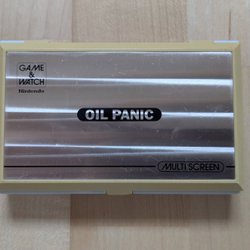 GAME
&
WATCH
Nintendo
OIL PANIC
MULTI SCREEN